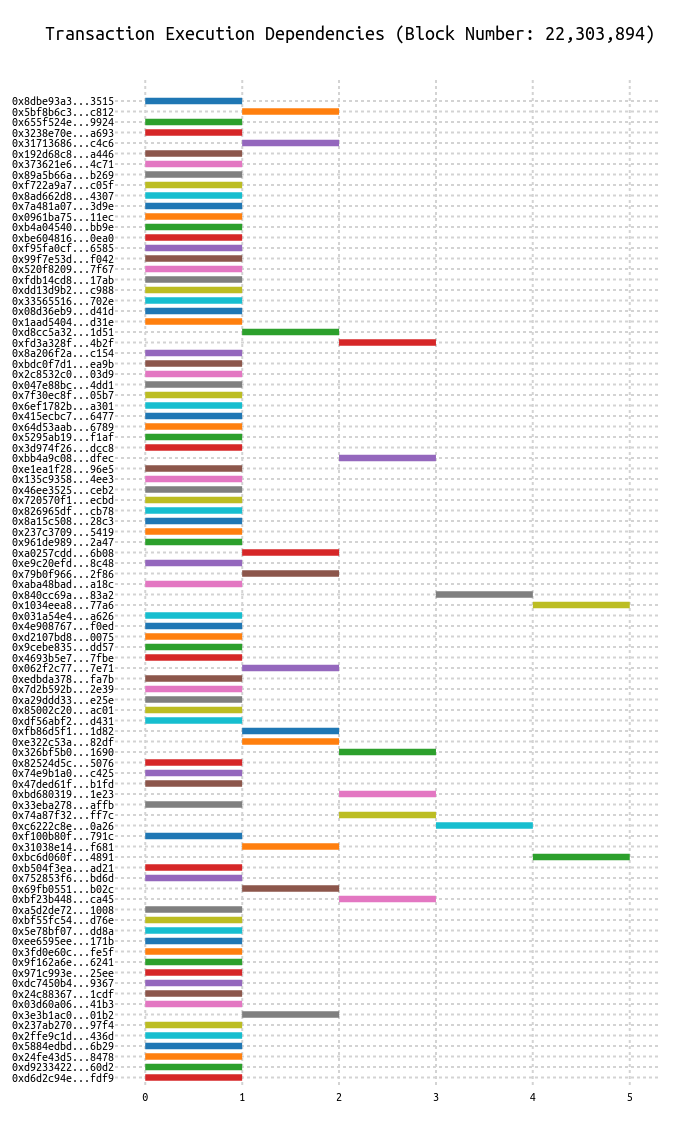 Transaction Execution Dependencies (Block Number: 22,303,894)
0x8dbe93a3...3515
0x5bf8b6c3...c812
0x655f524e...9924
0x3238e70e...a693
0x31713686...c4c6
0x192d68c8...a446
0x373621e6...4c71
0x89a5b66a...b269
0xf722a9a7...c05f
0x8ad662d8...4307
0x7a481a07...3d9e
0x0961ba75...11ec
0xb4a04540...bb9e
0xbe604816...0ea0
0xf95fa0cf...6585
0x99f7e53d...f042
0x520f8209...7f67
0xfdb14cd8...17ab
0xdd13d9b2...c988
0x33565516...702e
0x08d36eb9...d41d
0x1aad5404...d31e
0xd8cc5a32...1d51
0xfd3a328f...4b2f
0x8a206f2a...c154
0xbdc0f7d1...ea9b
0x2c8532c0...03d9
0x047e88bc...4dd1
0x7f30ec8f...05b7
0x6ef1782b...a301
0x415ecbc7...6477
0x64d53aab...6789
0x5295ab19...f1af
0x3d974f26...dcc8
0xbb4a9c08...dfec
0xe1ea1f28...96e5
0x135c9358...4ee3
0x46ee3525...ceb2
0x720570f1...ecbd
0x826965df...cb78
0x8a15c508...28c3
0x237c3709...5419
0x961de989...2a47
0xa0257cdd...6b08
0xe9c20efd...8c48
0x79b0f966...2f86
0xaba48bad...a18c
0x840cc69a...83a2
0x1034eea8...77a6
0x031a54e4...a626
0x4e908767...f0ed
0xd2107bd8...0075
0x9cebe835...dd57
0x4693b5e7...7fbe
0x062f2c77...7e71
0xedbda378...fa7b
0x7d2b592b...2e39
0xa29ddd33...e25e
0x85002c20...ac01
0xdf56abf2...d431
0xfb86d5f1...1d82
0xe322c53a...82df
0x326bf5b0...1690
0x82524d5c...5076
0x74e9b1a0...c425
0x47ded61f...b1fd
0xbd680319...1e23
0x33eba278...affb
0x74a87f32...ff7c
0xc6222c8e...0a26
0xf100b80f...791c
0x31038e14...f681
0xbc6d060f...4891
0xb504f3ea...ad21
0x752853f6...bd6d
0x69fb0551...b02c
0xbf23b448...ca45
0xa5d2de72...1008
0xbf55fc54...d76e
0x5e78bf07...dd8a
0xee6595ee...171b
0x3fd0e60c...fe5f
0x9f162a6e...6241
0x971c993e...25ee
0xdc7450b4...9367
0x24c88367...1cdf
0x03d60a06...41b3
0x3e3b1ac0...01b2
0x237ab270...97f4
0x2ffe9c1d...436d
0x5884edbd...6b29
0x24fe43d5...8478
0xd9233422...60d2
0xd6d2c94e...fdf9
0 1 2 3 4 5